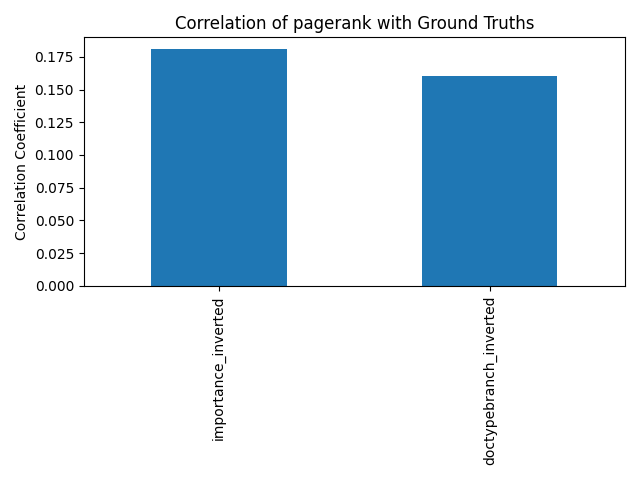 Correlation of pagerank with Ground Truths
Correlation Coefficient
0.175
0.150
0.125
0.100
0.075
0.050
0.025
0.000
importance_inverted
doctypebranch_inverted